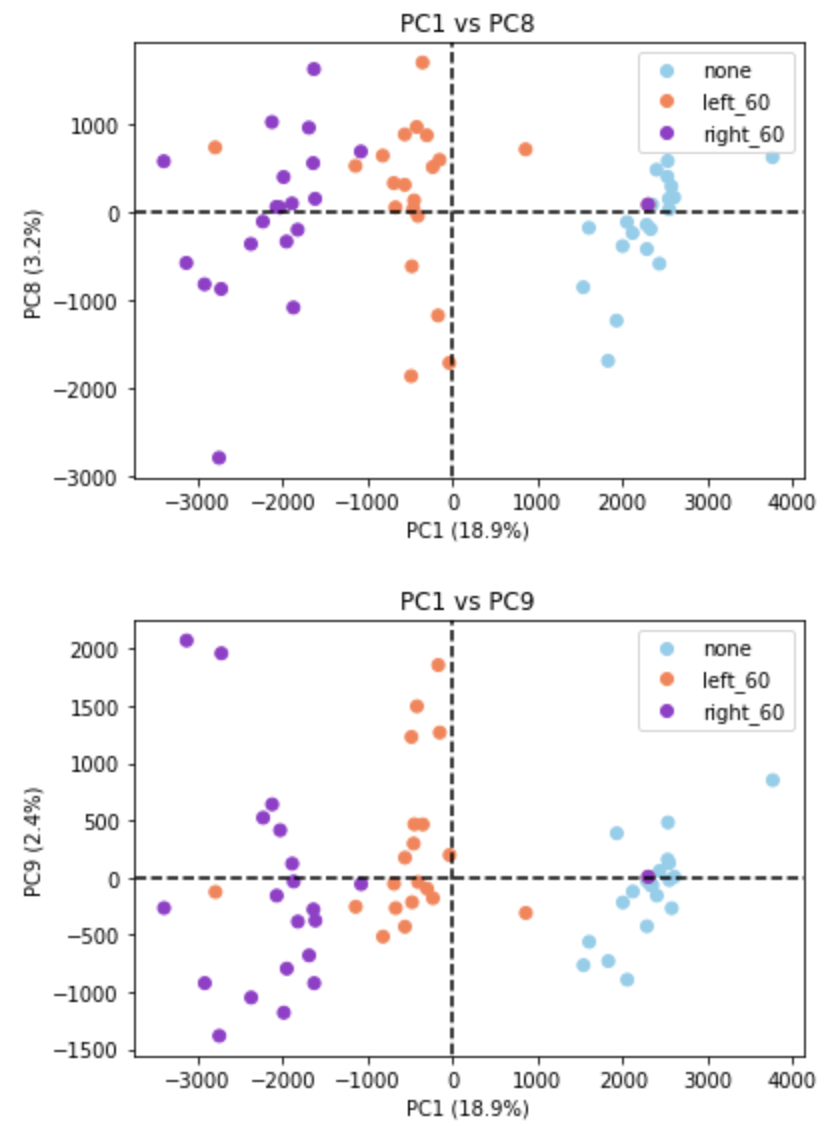 PC1 vs PC8
none
left_60
right_60
1000
0
−1000
−2000
−3000
PC8 (3.2%)
−3000 −2000 −1000 0 1000 2000 3000 4000
PC1 (18.9%)
PC1 vs PC9
none
left_60
right_60
2000
1500
1000
500
0
−500
−1000
−1500
PC9 (2.4%)
−3000 −2000 −1000 0 1000 2000 3000 4000
PC1 (18.9%)